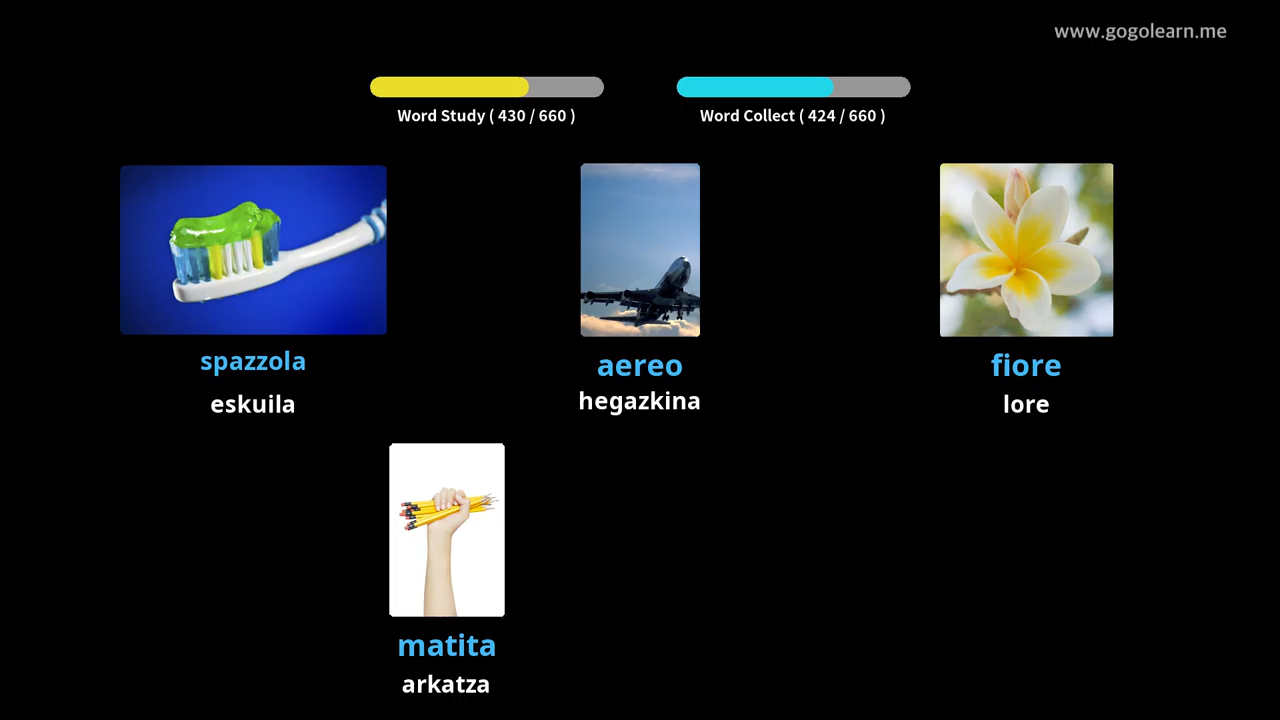 www.gogolearn.me
Word Study ( 430 / 660 )
Word Collect ( 424 / 660 )
spazzola
eskuila
aereo
hegazkina
fiore
lore
matita
arkatza